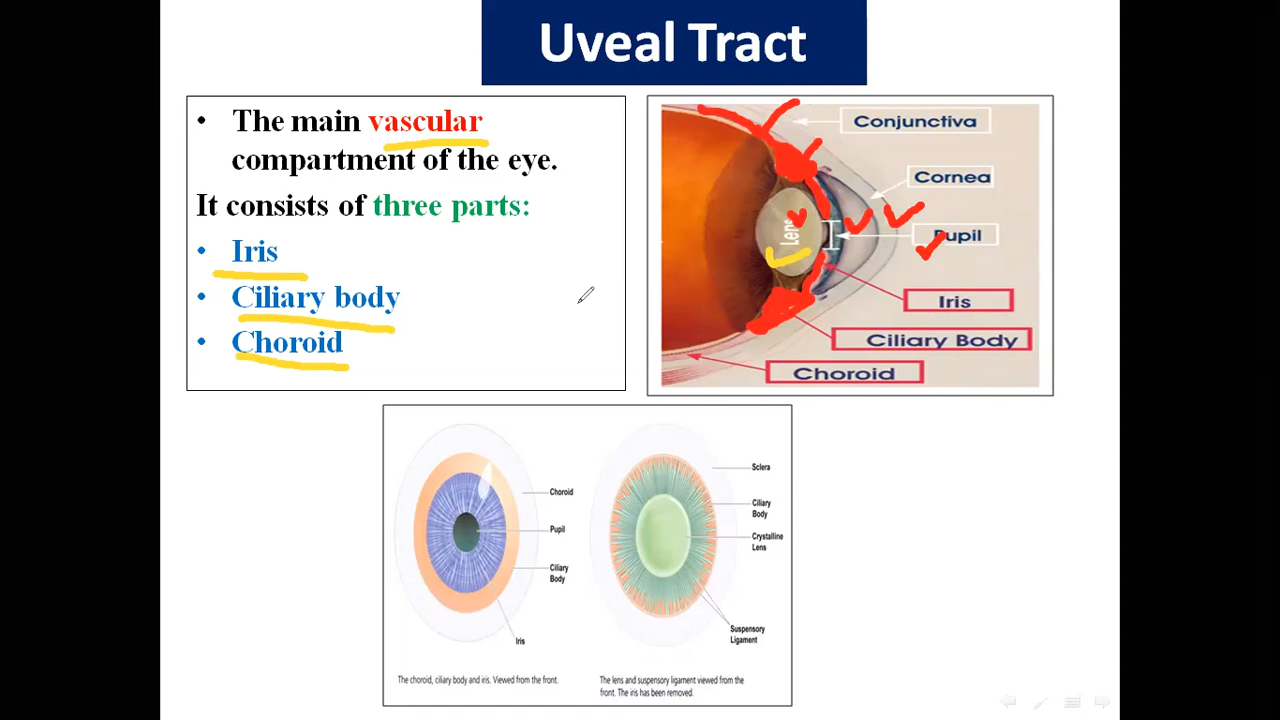 Uveal Tract
• The main vascular
compartment of the eye.
It consists of three parts:
• Iris
• Ciliary body
• Choroid
Conjunctiva
Cornea
Lens
Pupil
Iris
Ciliary Body
Choroid
Choroid
Pupil
Ciliary
Body
Iris
The choroid, ciliary body and iris. Viewed from the front.
Sclera
Ciliary
Body
Crystalline
Lens
Suspensory
Ligament
The lens and suspensory ligament viewed from the
front. The iris has been removed.